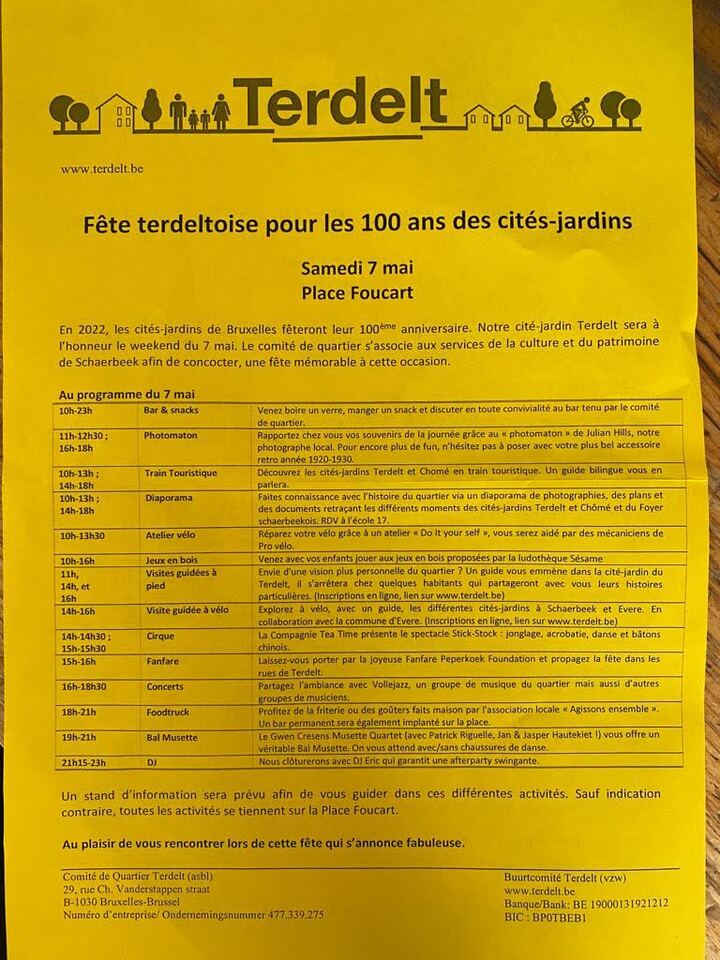 Terdelt
www.terdelt.be
Fête terdeltoise pour les 100 ans des cités-jardins
Samedi 7 mai
Place Foucart
En 2022, les cités-jardins de Bruxelles fêteront leur 100ème anniversaire. Notre cité-jardin Terdelt sera à
l'honneur le weekend du 7 mai. Le comité de quartier s'associe aux services de la culture et du patrimoine
de Schaerbeek afin de concocter, une fête mémorable à cette occasion.
Au programme du 7 mai
10h-23h Bar & snacks Venez boire un verre, manger un snack et discuter en toute convivialité au bar tenu par le comité
de quartier.
11h-12h30 ; Photomaton Rapportez chez vous vos souvenirs de la journée grâce au « photomaton » de Julian Hills, notre
16h-18h photographe local. Pour encore plus de fun, n'hésitez pas à poser avec votre plus bel accessoire
retro année 1920-1930.
10h-13h ; Train Touristique Découvrez les cités-jardins Terdelt et Chomé en train touristique. Un guide bilingue vous en
14h-18h parlera.
10h-13h ; Diaporama Faites connaissance avec l'histoire du quartier via un diaporama de photographies, des plans et
14h-18h des documents retraçant les différents moments des cités-jardins Terdelt et Chômé et du Foyer
schaerbeekois. RDV à l'école 17.
10h-13h30 Atelier vélo Réparez votre vélo grâce à un atelier « Do it your self », vous serez aidé par des mécaniciens de
Pro vélo.
10h-16h Jeux en bois Venez avec vos enfants jouer aux jeux en bois proposées par la ludothèque Sésame
11h, Visites guidées à Envie d'une vision plus personnelle du quartier ? Un guide vous emmène dans la cité-jardin du
14h, et pied Terdelt, il s'arrêtera chez quelques habitants qui partageront avec vous leurs histoires
16h particulières. (Inscriptions en ligne, lien sur www.terdelt.be)
14h-16h Visite guidée à vélo Explorez à vélo, avec un guide, les différentes cités-jardins à Schaerbeek et Evere. En
collaboration avec la commune d'Evere. (Inscriptions en ligne, lien sur www.terdelt.be)
14h-14h30 ; Cirque La Compagnie Tea Time présente le spectacle Stick-Stock : jonglage, acrobatie, danse et bâtons
15h-15h30 chinois.
15h-16h Fanfare Laissez-vous porter par la joyeuse Fanfare Peperkoek Foundation et propagez la fête dans les
rues de Terdelt.
16h-18h30 Concerts Partagez l'ambiance avec Vollejazz, un groupe de musique du quartier mais aussi d'autres
groupes de musiciens.
18h-21h Foodtruck Profitez de la friterie ou des goûters faits maison par l'association locale « Agissons ensemble ».
Un bar permanent sera également implanté sur la place.
19h-21h Bal Musette Le Gwen Cresens Musette Quartet (avec Patrick Riguelle, Jan & Jasper Hautekiet !) vous offre un
véritable Bal Musette. On vous attend avec/sans chaussures de danse.
21h15-23h DJ Nous clôturerons avec DJ Eric qui garantit une afterparty swingante.
Un stand d'information sera prévu afin de vous guider dans ces différentes activités. Sauf indication
contraire, toutes les activités se tiennent sur la Place Foucart.
Au plaisir de vous rencontrer lors de cette fête qui s'annonce fabuleuse.
Comité de Quartier Terdelt (asbl)
29, rue Ch. Vanderstappen straat
B-1030 Bruxelles-Brussel
Numéro d'entreprise/ Ondernemingsnummer 477.339.275
Buurtcomité Terdelt (vzw)
www.terdelt.be
Banque/Bank: BE 19000131921212
BIC : BP0TBEB1